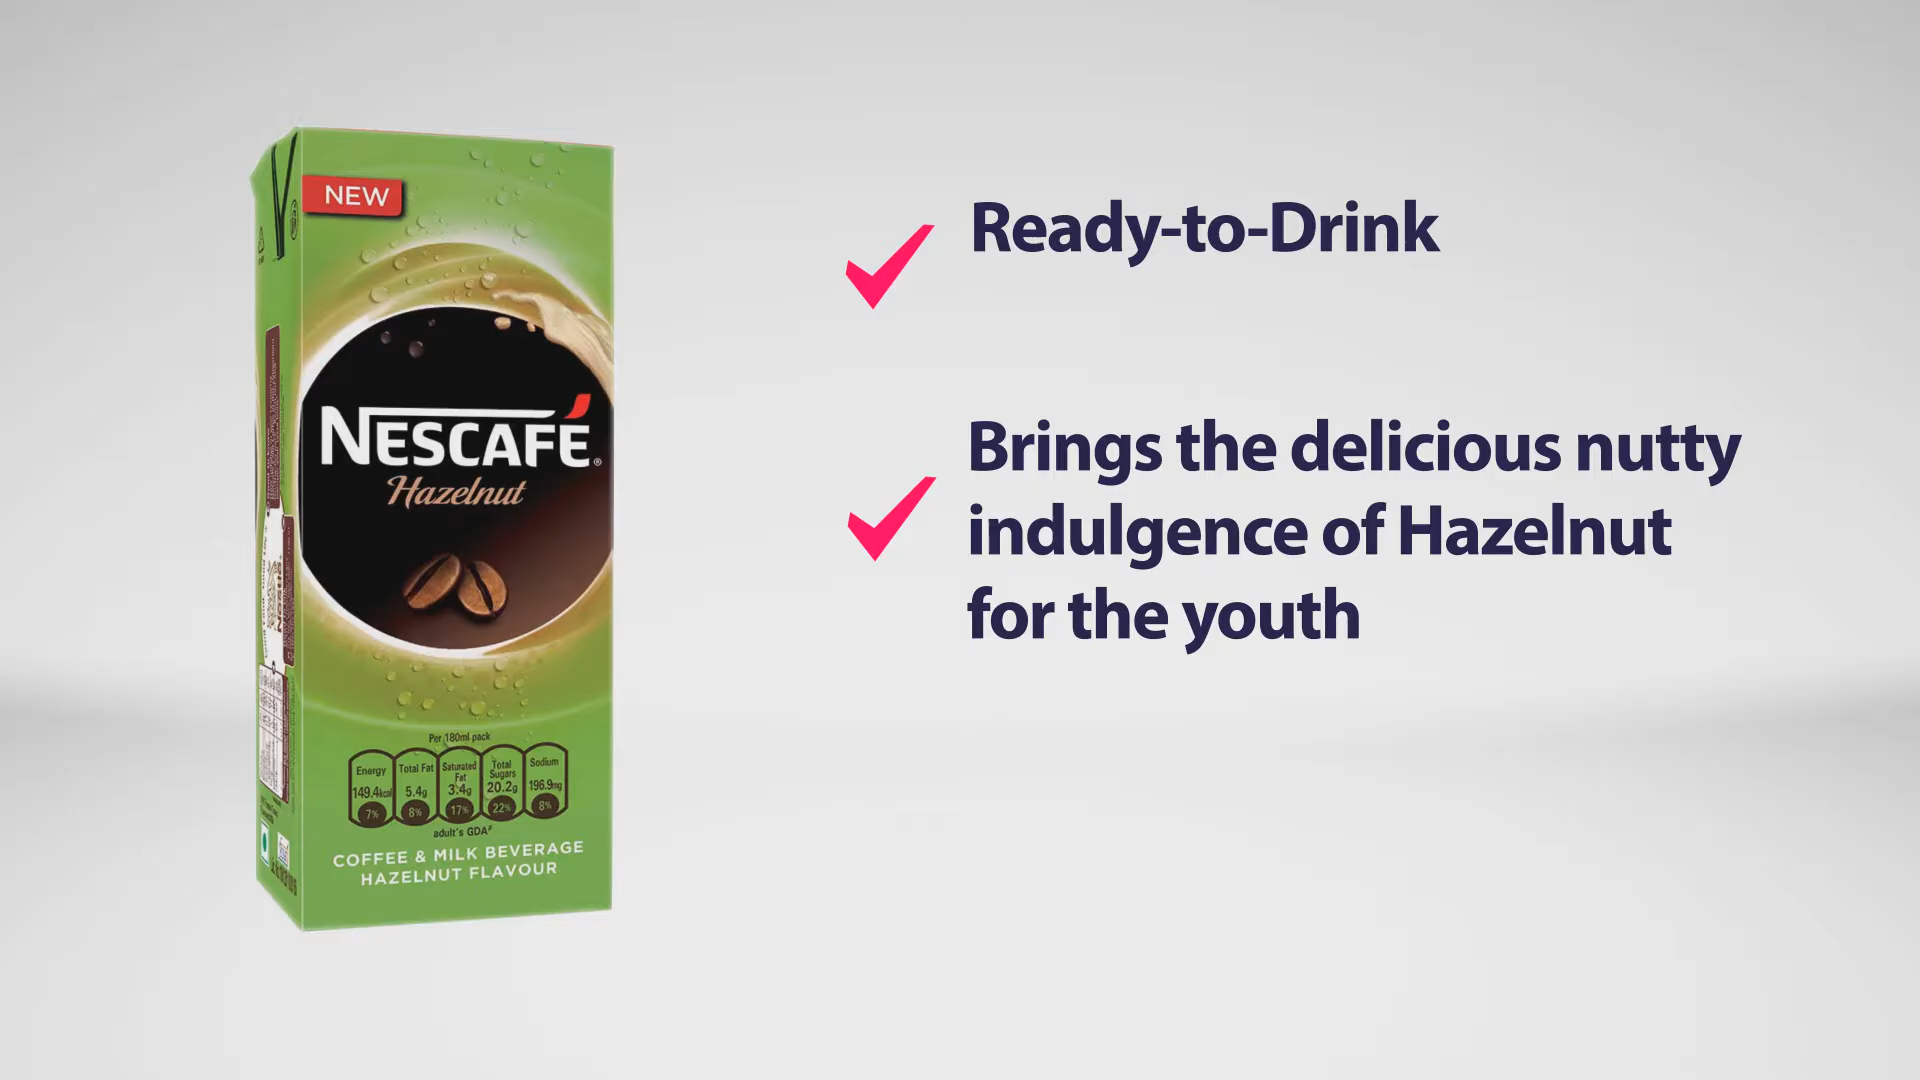 NEW
NESCAFÉ®
Hazelnut
Per 180ml pack
Energy Total Fat Saturated Fat Total Sugars Sodium
149.4kcal 5.4g 3.4g 20.2g 196.9mg
7% 8% 17% 22% 8%
adult's GDA#
COFFEE & MILK BEVERAGE
HAZELNUT FLAVOUR
Ready-to-Drink
Brings the delicious nutty
indulgence of Hazelnut
for the youth